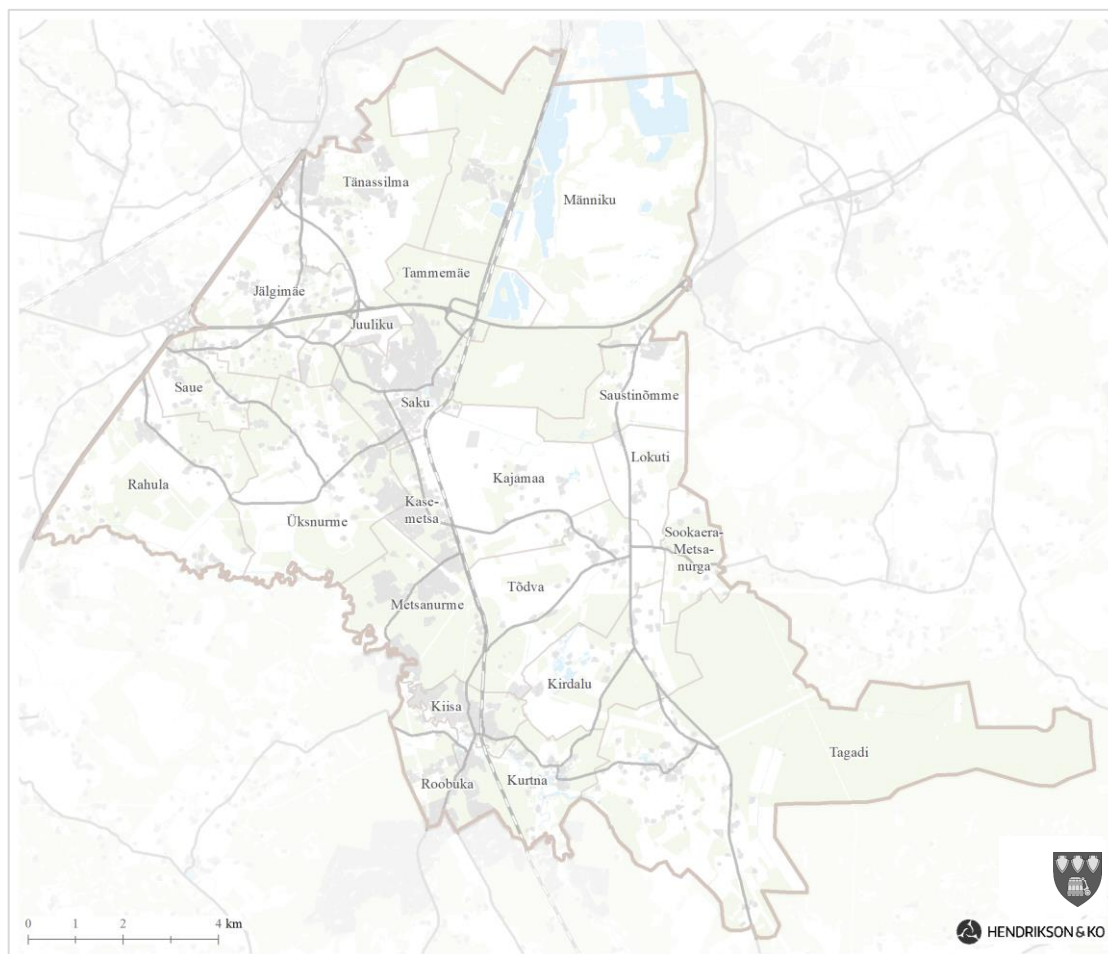 Tänassilma
Männiku
Tammemäe
Jälgimäe
Juuliku
Saue
Saku
Saustinõmme
Rahula
Kajamaa
Lokuti
Üksnurme
Kase-
metsa
Sookaera-
Metsa-
nurga
Tõdva
Metsanurme
Kirdalu
Kiisa
Tagadi
Roobuka
Kurtna
0 1 2 4 km
HENDRIKSON & KO